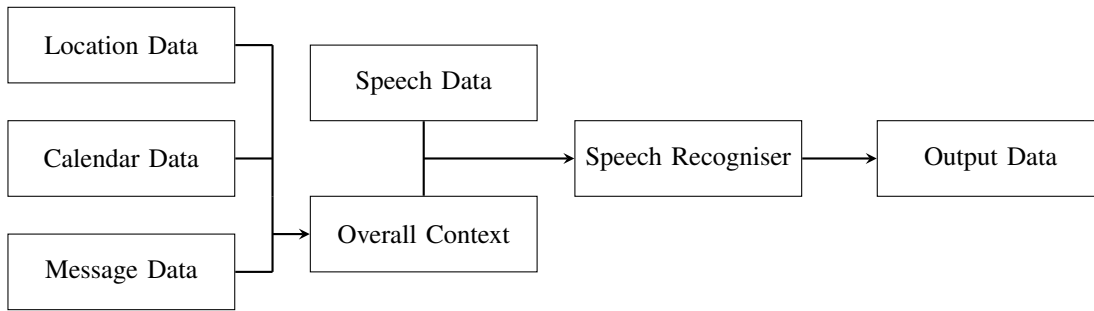 Location Data
Speech Data
Calendar Data
Speech Recogniser
Output Data
Overall Context
Message Data